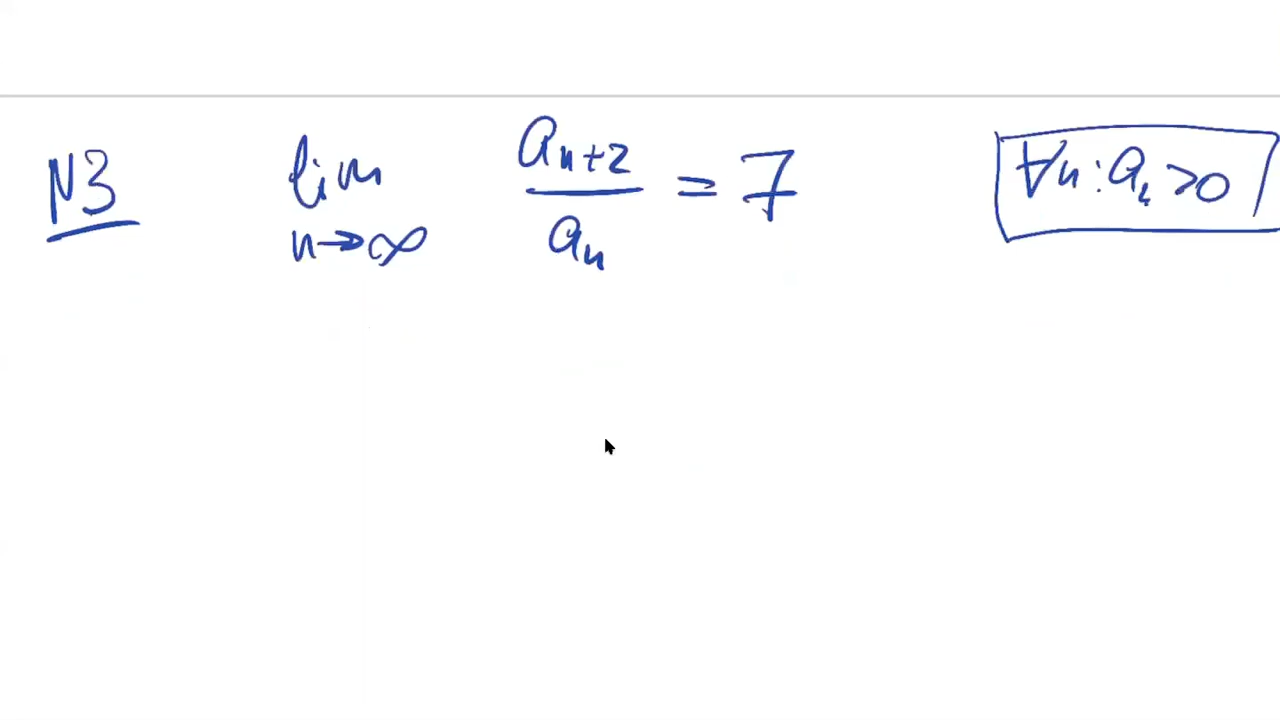 N3 lim n→∞ a_{n+2} / a_n = 7 ∀n : a_n > 0